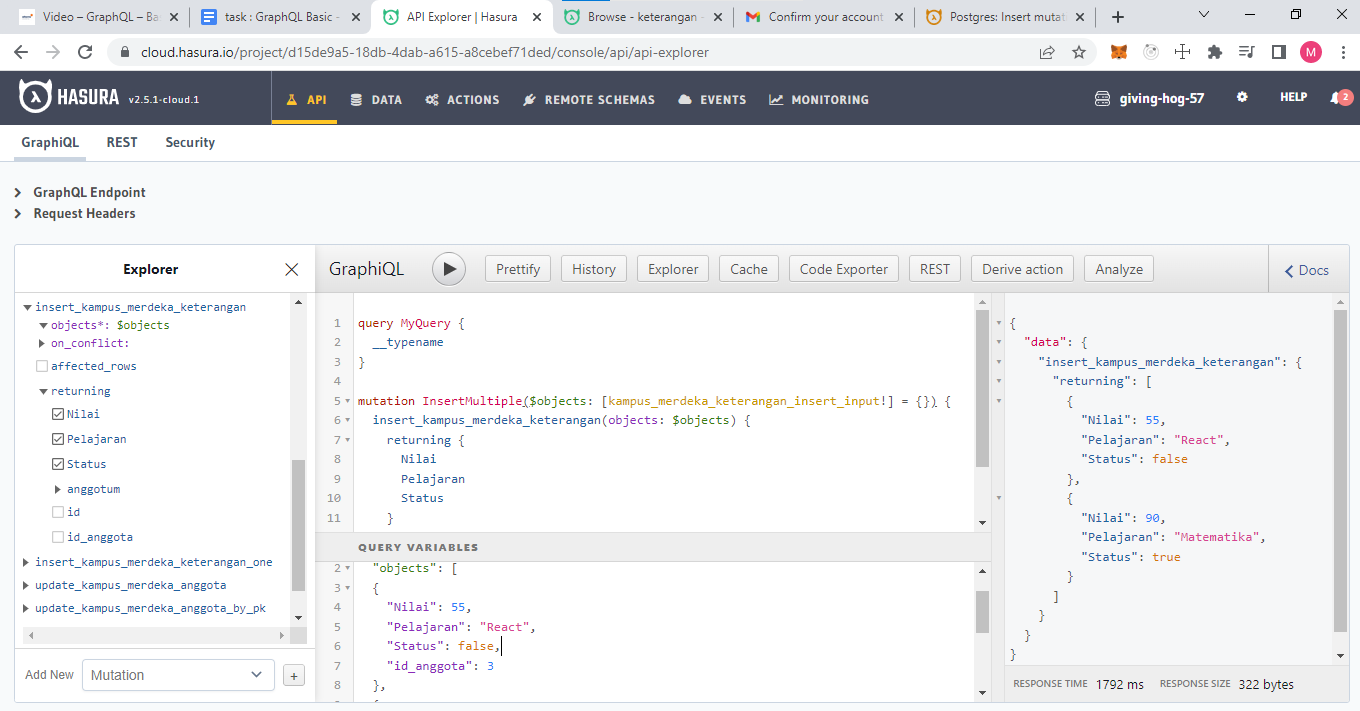 Video – GraphQL – Ba
task : GraphQL Basic -
API Explorer | Hasura
Browse - keterangan -
Confirm your account
Postgres: Insert mutat
cloud.hasura.io/project/d15de9a5-18db-4dab-a615-a8cebef71ded/console/api/api-explorer
M
HASURA v2.5.1-cloud.1
API
DATA
ACTIONS
REMOTE SCHEMAS
EVENTS
MONITORING
giving-hog-57
HELP
2
GraphiQL
REST
Security
GraphQL Endpoint
Request Headers
Explorer
insert_kampus_merdeka_keterangan
objects*: $objects
on_conflict:
affected_rows
returning
Nilai
Pelajaran
Status
anggotum
id
id_anggota
insert_kampus_merdeka_keterangan_one
update_kampus_merdeka_anggota
update_kampus_merdeka_anggota_by_pk
Add New
Mutation
+
GraphiQL
Prettify
History
Explorer
Cache
Code Exporter
REST
Derive action
Analyze
Docs
1 query MyQuery {
2 __typename
3 }
4
5 mutation InsertMultiple($objects: [kampus_merdeka_keterangan_insert_input!] = {}) {
6 insert_kampus_merdeka_keterangan(objects: $objects) {
7 returning {
8 Nilai
9 Pelajaran
10 Status
11 }
QUERY VARIABLES
2 "objects": [
3 {
4 "Nilai": 55,
5 "Pelajaran": "React",
6 "Status": false,
7 "id_anggota": 3
8 },
{
"data": {
"insert_kampus_merdeka_keterangan": {
"returning": [
{
"Nilai": 55,
"Pelajaran": "React",
"Status": false
},
{
"Nilai": 90,
"Pelajaran": "Matematika",
"Status": true
}
]
}
}
}
RESPONSE TIME 1792 ms RESPONSE SIZE 322 bytes